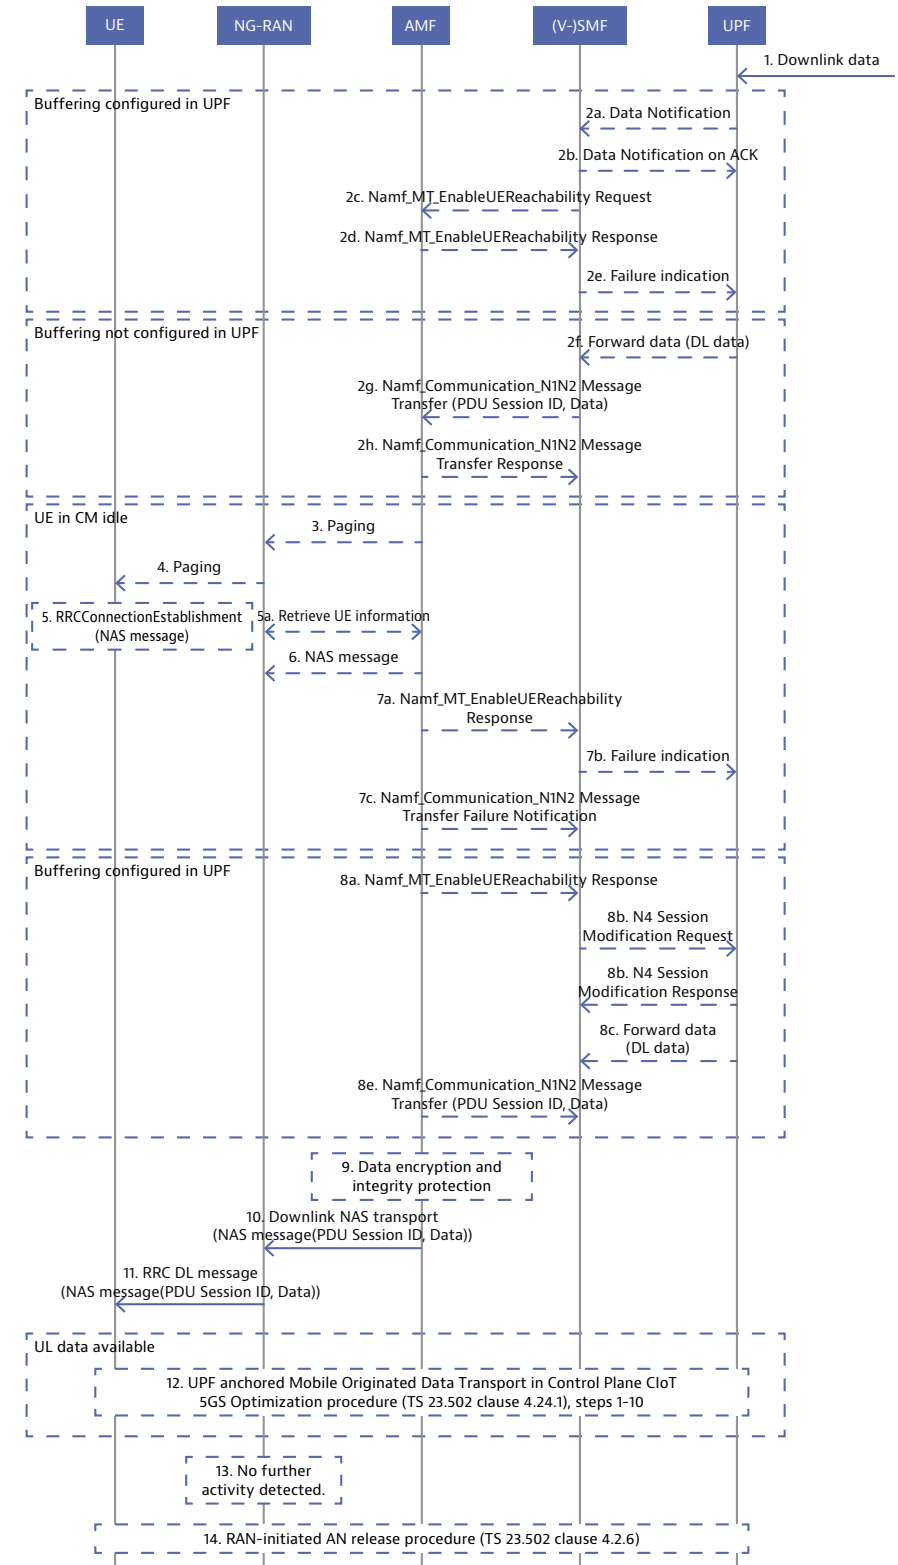 UE
NG-RAN
AMF
(V-)SMF
UPF
1. Downlink data
Buffering configured in UPF
2a. Data Notification
2b. Data Notification on ACK
2c. Namf_MT_EnableUEReachability Request
2d. Namf_MT_EnableUEReachability Response
2e. Failure indication
Buffering not configured in UPF
2f. Forward data (DL data)
2g. Namf_Communication_N1N2 Message
Transfer (PDU Session ID, Data)
2h. Namf_Communication_N1N2 Message
Transfer Response
UE in CM idle
3. Paging
4. Paging
5. RRCConnectionEstablishment
(NAS message)
5a. Retrieve UE information
6. NAS message
7a. Namf_MT_EnableUEReachability
Response
7b. Failure indication
7c. Namf_Communication_N1N2 Message
Transfer Failure Notification
Buffering configured in UPF
8a. Namf_MT_EnableUEReachability Response
8b. N4 Session
Modification Request
8b. N4 Session
Modification Response
8c. Forward data
(DL data)
8e. Namf_Communication_N1N2 Message
Transfer (PDU Session ID, Data)
9. Data encryption and
integrity protection
10. Downlink NAS transport
(NAS message(PDU Session ID, Data))
11. RRC DL message
(NAS message(PDU Session ID, Data))
UL data available
12. UPF anchored Mobile Originated Data Transport in Control Plane CIoT
5GS Optimization procedure (TS 23.502 clause 4.24.1), steps 1-10
13. No further
activity detected.
14. RAN-initiated AN release procedure (TS 23.502 clause 4.2.6)